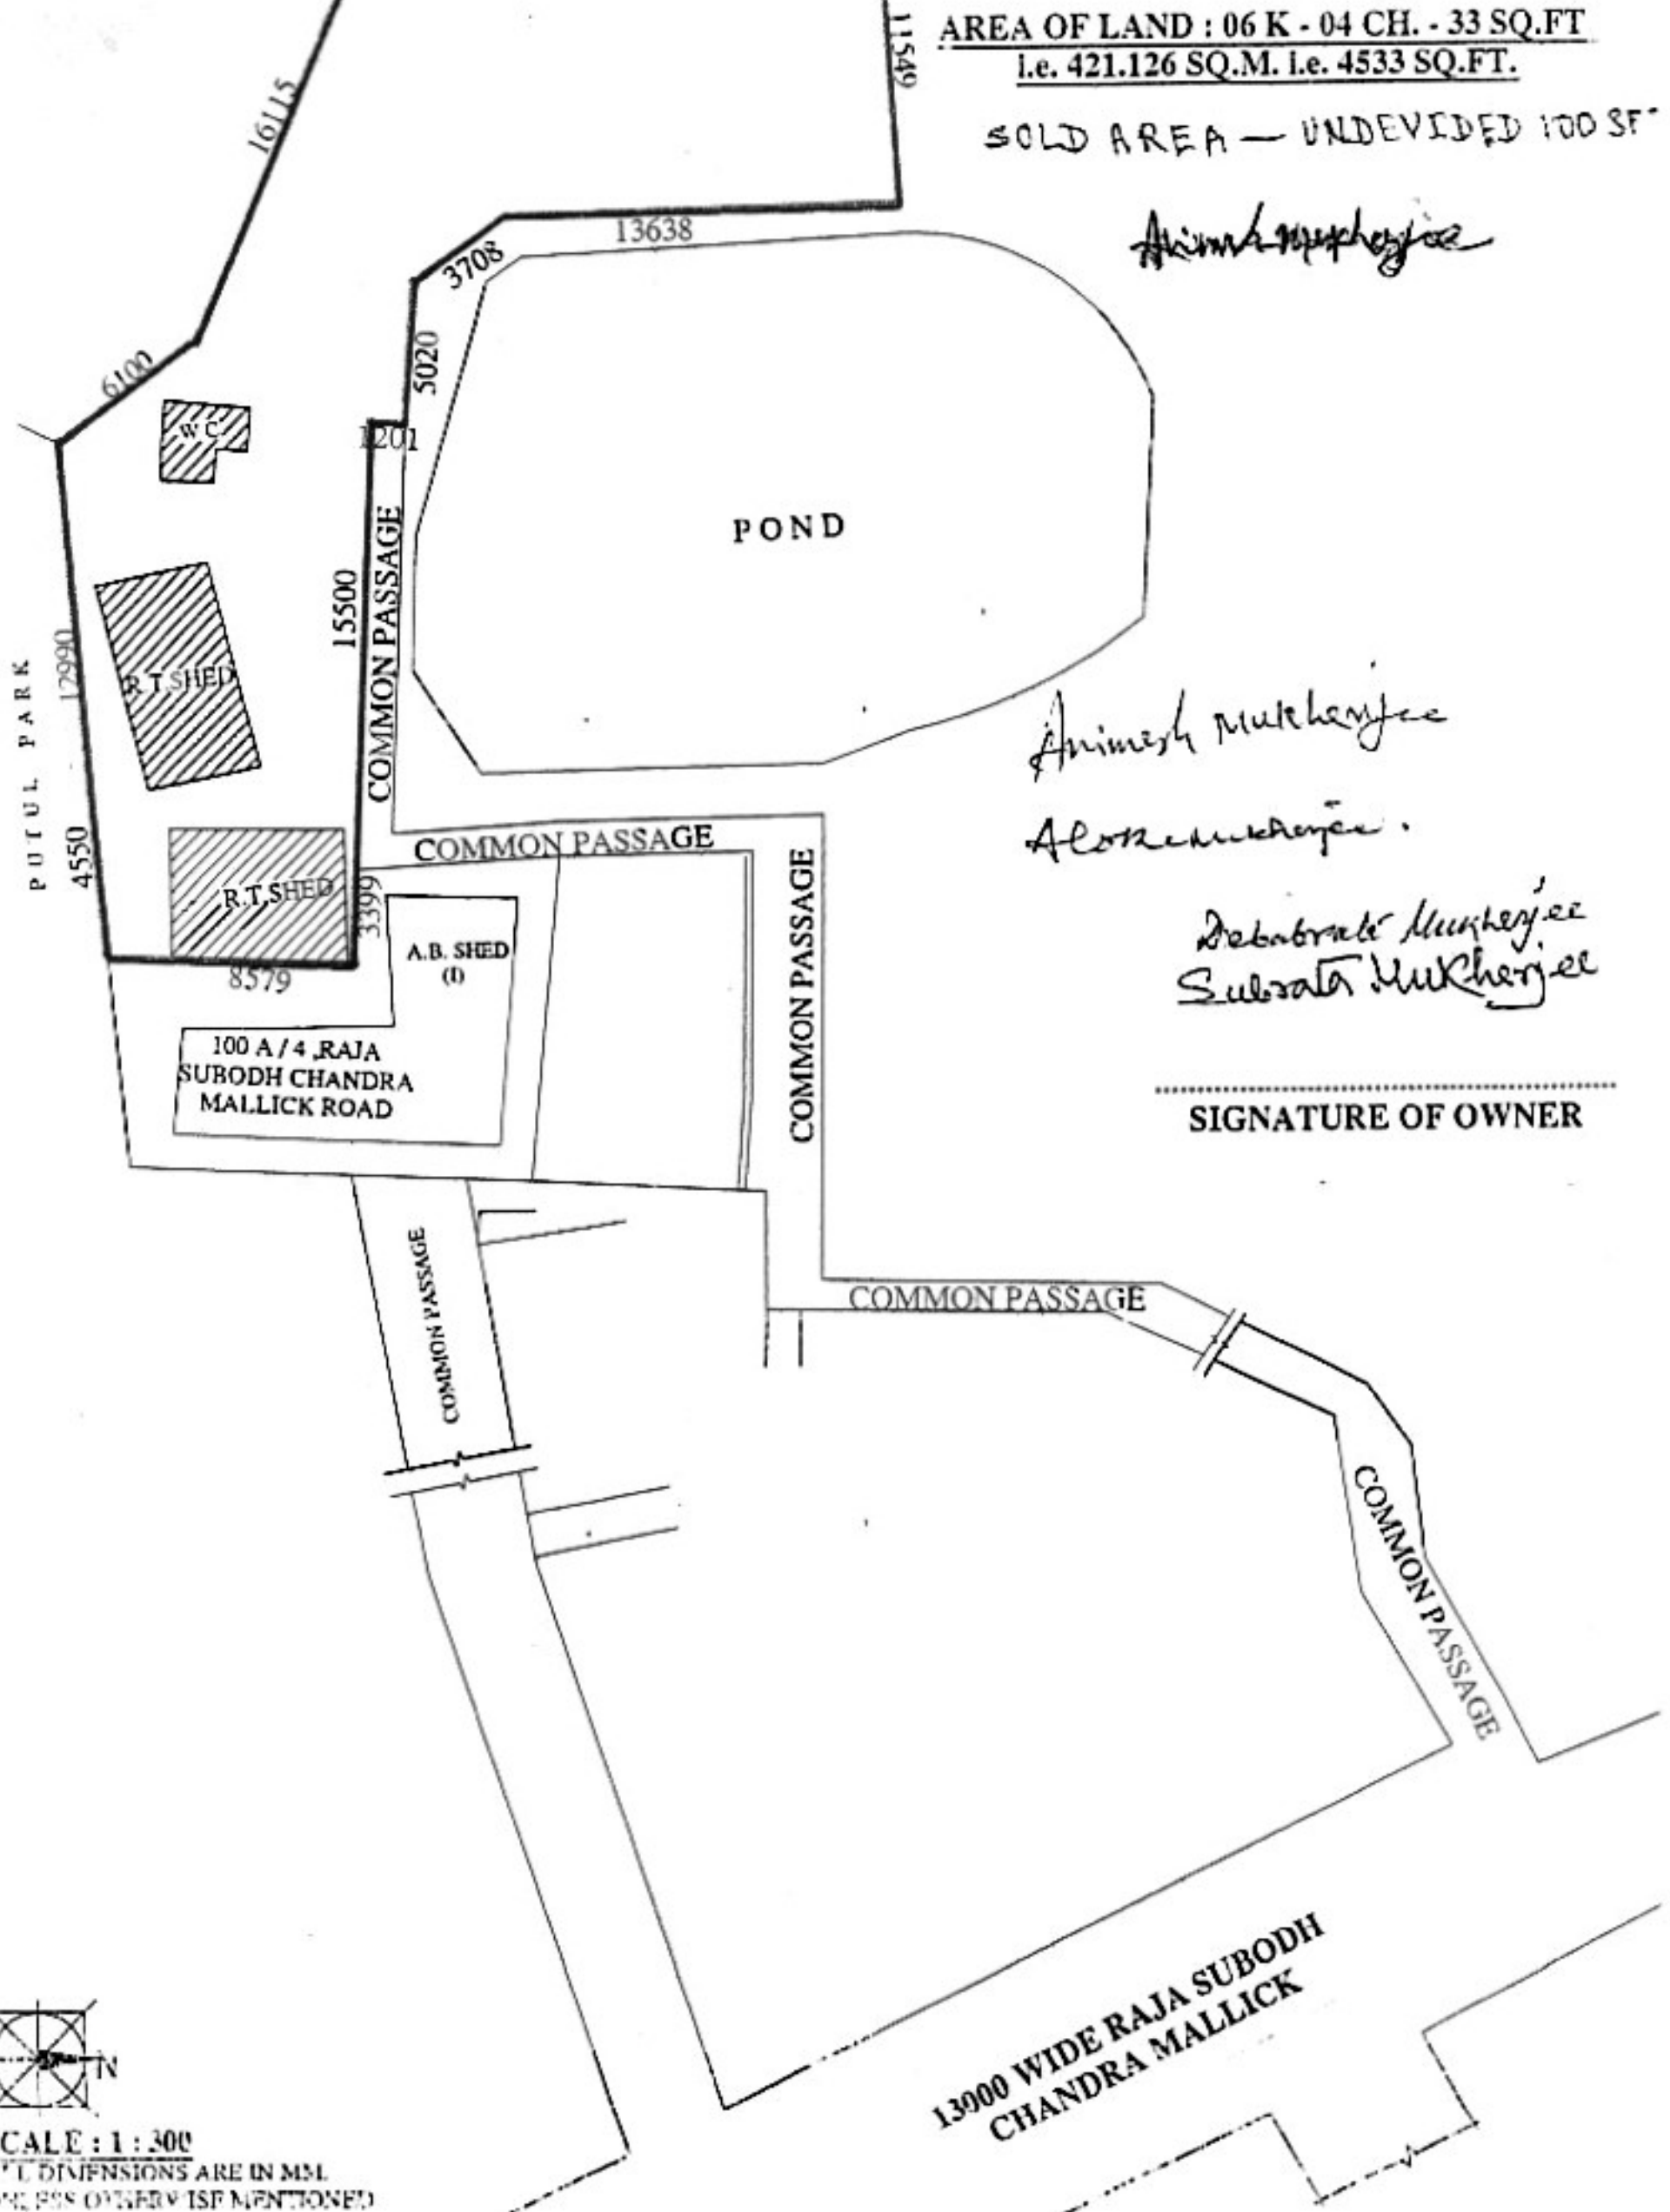 AREA OF LAND : 06 K - 04 CH. - 33 SQ.FT
i.e. 421.126 SQ.M. i.e. 4533 SQ.FT.
SOLD AREA — UNDEVIDED 100 SF
11549
16115
13638
3708
5020
6100
W C
1201
COMMON PASSAGE
15500
POND
12990
PUTUL PARK
R.T.SHED
Animesh Mukherjee
4550
COMMON PASSAGE
COMMON PASSAGE
R.T.SHED
3399
A.B. SHED
(I)
Debabrata Mukherjee
Subrata Mukherjee
8579
100 A / 4 ,RAJA
SUBODH CHANDRA
MALLICK ROAD
SIGNATURE OF OWNER
COMMON PASSAGE
COMMON PASSAGE
COMMON PASSAGE
13000 WIDE RAJA SUBODH
CHANDRA MALLICK
N
CALE : 1 : 300
L DIMENSIONS ARE IN MM.
OTHERWISE MENTIONED